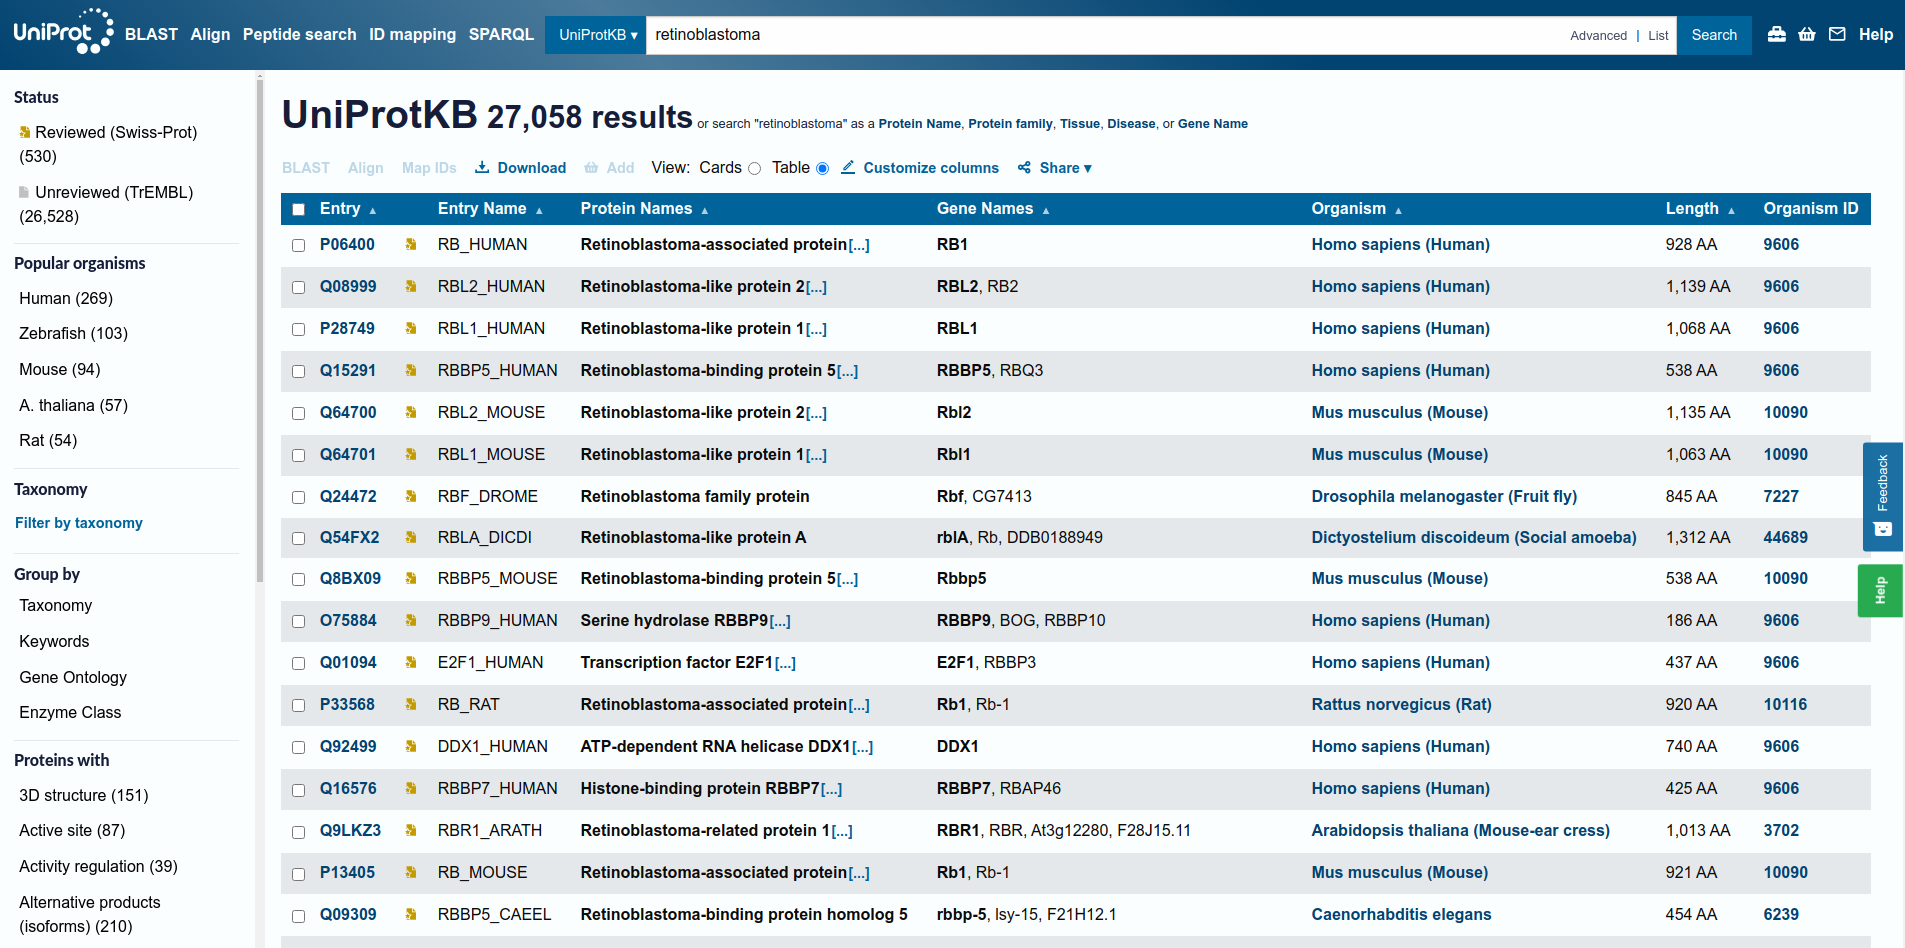 UniProt BLAST Align Peptide search ID mapping SPARQL UniProtKB ▾ retinoblastoma Advanced | List Search Help
Status
Reviewed (Swiss-Prot)
(530)
Unreviewed (TrEMBL)
(26,528)
Popular organisms
Human (269)
Zebrafish (103)
Mouse (94)
A. thaliana (57)
Rat (54)
Taxonomy
Filter by taxonomy
Group by
Taxonomy
Keywords
Gene Ontology
Enzyme Class
Proteins with
3D structure (151)
Active site (87)
Activity regulation (39)
Alternative products
(isoforms) (210)
UniProtKB 27,058 results or search "retinoblastoma" as a Protein Name, Protein family, Tissue, Disease, or Gene Name
BLAST Align Map IDs Download Add View: Cards Table Customize columns Share ▾
Entry ▲ Entry Name ▲ Protein Names ▲ Gene Names ▲ Organism ▲ Length ▲ Organism ID
P06400 RB_HUMAN Retinoblastoma-associated protein[...] RB1 Homo sapiens (Human) 928 AA 9606
Q08999 RBL2_HUMAN Retinoblastoma-like protein 2[...] RBL2, RB2 Homo sapiens (Human) 1,139 AA 9606
P28749 RBL1_HUMAN Retinoblastoma-like protein 1[...] RBL1 Homo sapiens (Human) 1,068 AA 9606
Q15291 RBBP5_HUMAN Retinoblastoma-binding protein 5[...] RBBP5, RBQ3 Homo sapiens (Human) 538 AA 9606
Q64700 RBL2_MOUSE Retinoblastoma-like protein 2[...] Rbl2 Mus musculus (Mouse) 1,135 AA 10090
Q64701 RBL1_MOUSE Retinoblastoma-like protein 1[...] Rbl1 Mus musculus (Mouse) 1,063 AA 10090
Q24472 RBF_DROME Retinoblastoma family protein Rbf, CG7413 Drosophila melanogaster (Fruit fly) 845 AA 7227
Q54FX2 RBLA_DICDI Retinoblastoma-like protein A rblA, Rb, DDB0188949 Dictyostelium discoideum (Social amoeba) 1,312 AA 44689
Q8BX09 RBBP5_MOUSE Retinoblastoma-binding protein 5[...] Rbbp5 Mus musculus (Mouse) 538 AA 10090
O75884 RBBP9_HUMAN Serine hydrolase RBBP9[...] RBBP9, BOG, RBBP10 Homo sapiens (Human) 186 AA 9606
Q01094 E2F1_HUMAN Transcription factor E2F1[...] E2F1, RBBP3 Homo sapiens (Human) 437 AA 9606
P33568 RB_RAT Retinoblastoma-associated protein[...] Rb1, Rb-1 Rattus norvegicus (Rat) 920 AA 10116
Q92499 DDX1_HUMAN ATP-dependent RNA helicase DDX1[...] DDX1 Homo sapiens (Human) 740 AA 9606
Q16576 RBBP7_HUMAN Histone-binding protein RBBP7[...] RBBP7, RBAP46 Homo sapiens (Human) 425 AA 9606
Q9LKZ3 RBR1_ARATH Retinoblastoma-related protein 1[...] RBR1, RBR, At3g12280, F28J15.11 Arabidopsis thaliana (Mouse-ear cress) 1,013 AA 3702
P13405 RB_MOUSE Retinoblastoma-associated protein[...] Rb1, Rb-1 Mus musculus (Mouse) 921 AA 10090
Q09309 RBBP5_CAEEL Retinoblastoma-binding protein homolog 5 rbbp-5, lsy-15, F21H12.1 Caenorhabditis elegans 454 AA 6239
Feedback
Help